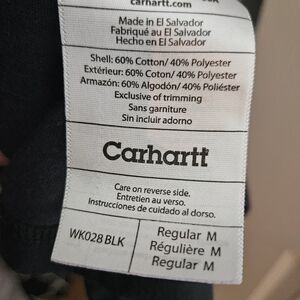 carhartt.com
Made in El Salvador
Fabriqué au El Salvador
Hecho en El Salvador
Shell: 60% Cotton/ 40% Polyester
Extérieur: 60% Coton/ 40% Polyester
Armazón: 60% Algodón/ 40% Poliéster
Exclusive of trimming
Sans garniture
Sin incluir adorno
Carhartt
Care on reverse side.
Entretien au verso.
Instrucciones de cuidado al dorso.
WK028 BLK
Regular M
Régulière M
Regular M